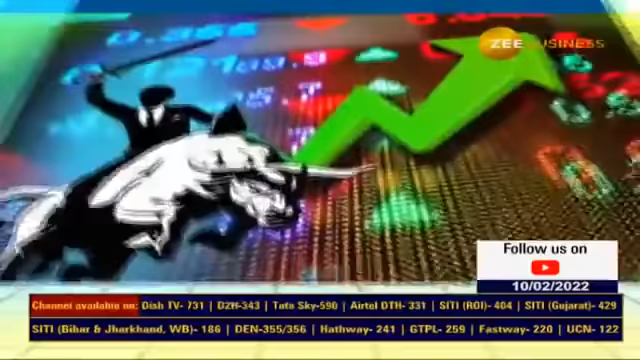 ZEE BUSINESS
0.366
Follow us on
10/02/2022
Channel available on: Dish TV- 731 | D2H-343 | Tata Sky-590 | Airtel DTH- 331 | SITI (ROI)- 404 | SITI (Gujarat)- 429
SITI (Bihar & Jharkhand, WB)- 186 | DEN-355/356 | Hathway- 241 | GTPL- 259 | Fastway- 220 | UCN- 122